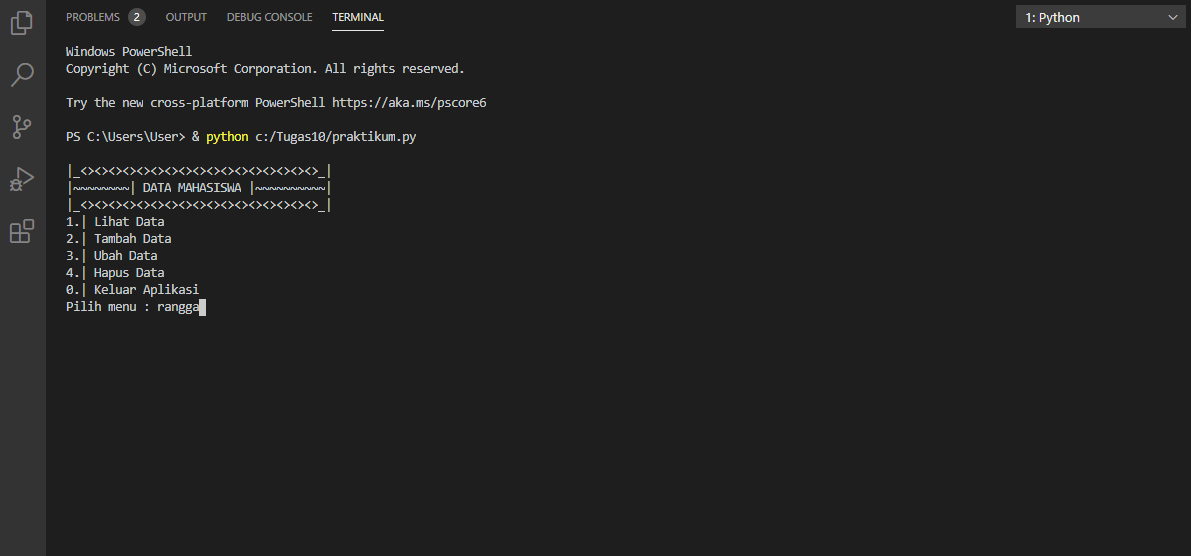 PROBLEMS 2 OUTPUT DEBUG CONSOLE TERMINAL 1: Python
Windows PowerShell
Copyright (C) Microsoft Corporation. All rights reserved.
Try the new cross-platform PowerShell https://aka.ms/pscore6
PS C:\Users\User> & python c:/Tugas10/praktikum.py
|_<><><><><><><><><><><><><><><><><>_|
|~~~~~~~~| DATA MAHASISWA |~~~~~~~~~~|
|_<><><><><><><><><><><><><><><><><>_|
1.| Lihat Data
2.| Tambah Data
3.| Ubah Data
4.| Hapus Data
0.| Keluar Aplikasi
Pilih menu : rangga